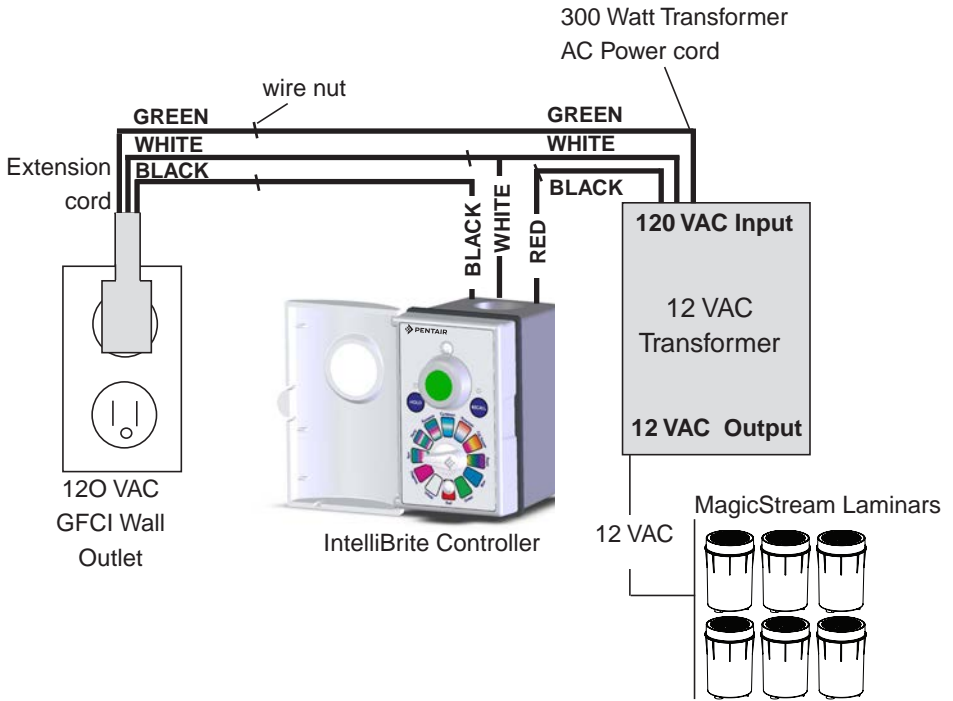 300 Watt Transformer
AC Power cord
wire nut
GREEN
GREEN
WHITE
WHITE
Extension
cord
BLACK
BLACK
BLACK
WHITE
RED
120 VAC Input
12 VAC
Transformer
12 VAC Output
PENTAIR
HOLD
RECALL
12O VAC
GFCI Wall
Outlet
IntelliBrite Controller
12 VAC
MagicStream Laminars